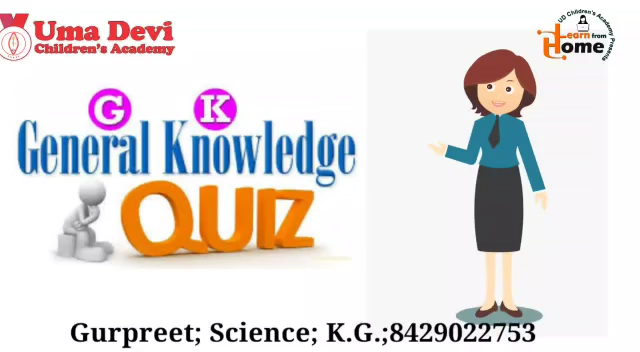 Uma Devi
Children's Academy
UD Children's Academy Presents
Learn from
Home
G K
General Knowledge
QUIZ
Gurpreet; Science; K.G.;8429022753